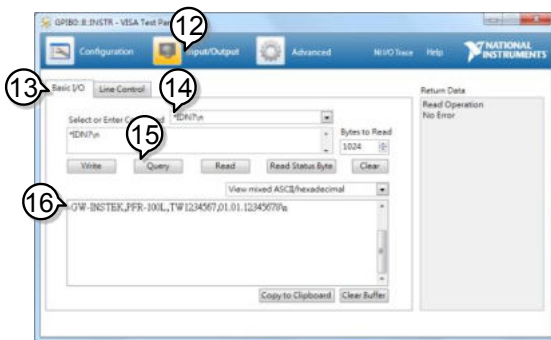 GPIB0::8::INSTR - VISA Test Pan
12
Configuration Input/Output Advanced NI I/O Trace Help NATIONAL INSTRUMENTS
13
Basic I/O Line Control
14
Return Data
Read Operation
No Error
Select or Enter Command *IDN?\n
15
*IDN?\n
Bytes to Read
1024
Write Query Read Read Status Byte Clear
View mixed ASCII/hexadecimal
16
GW-INSTEK,PFR-100L,TW1234567,01.01.12345678\n
Copy to Clipboard Clear Buffer